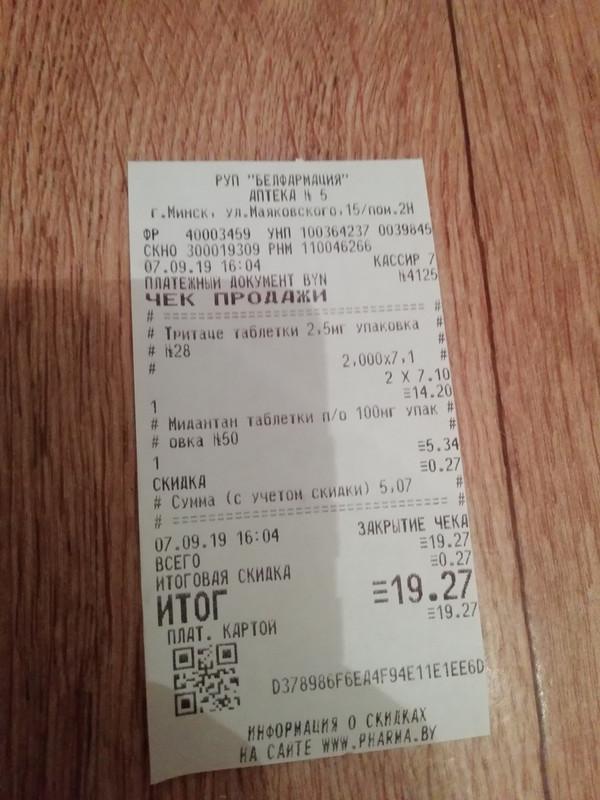 РУП "БЕЛФАРМАЦИЯ"
АПТЕКА № 5
г.Минск, ул.Маяковского,15/пом.2Н
ФР 40003459 УНП 100364237 0039845
СКНО 300019309 РНМ 110046266
07.09.19 16:04 КАССИР 7
ПЛАТЕЖНЫЙ ДОКУМЕНТ BYN №4125
ЧЕК ПРОДАЖИ
# ============================ #
# Тритаце таблетки 2,5мг упаковка #
# №28 #
# 2,000x7,1 #
2 X 7.10
1 ≡14.20
# Мидантан таблетки п/о 100мг упак #
# овка №50 #
1 ≡5.34
СКИДКА ≡0.27
# Сумма (с учетом скидки) 5,07 #
# ============================ #
07.09.19 16:04 ЗАКРЫТИЕ ЧЕКА
ВСЕГО ≡19.27
ИТОГОВАЯ СКИДКА ≡0.27
ИТОГ ≡19.27
ПЛАТ. КАРТОЙ ≡19.27
D378986F6EA4F94E11E1EE6D
ИНФОРМАЦИЯ О СКИДКАХ
НА САЙТЕ WWW.PHARMA.BY